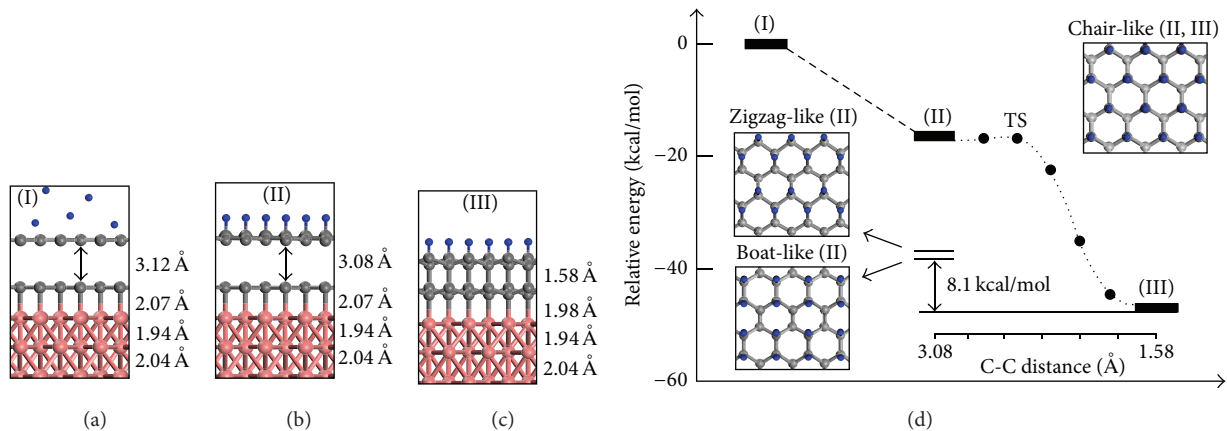 (I)
3.12 Å
2.07 Å
1.94 Å
2.04 Å
(a)
(II)
3.08 Å
2.07 Å
1.94 Å
2.04 Å
(b)
(III)
1.58 Å
1.98 Å
1.94 Å
2.04 Å
(c)
Relative energy (kcal/mol)
0
−20
−40
−60
(I)
(II)
TS
(III)
Chair-like (II, III)
Zigzag-like (II)
Boat-like (II)
8.1 kcal/mol
3.08
1.58
C-C distance (Å)
(d)